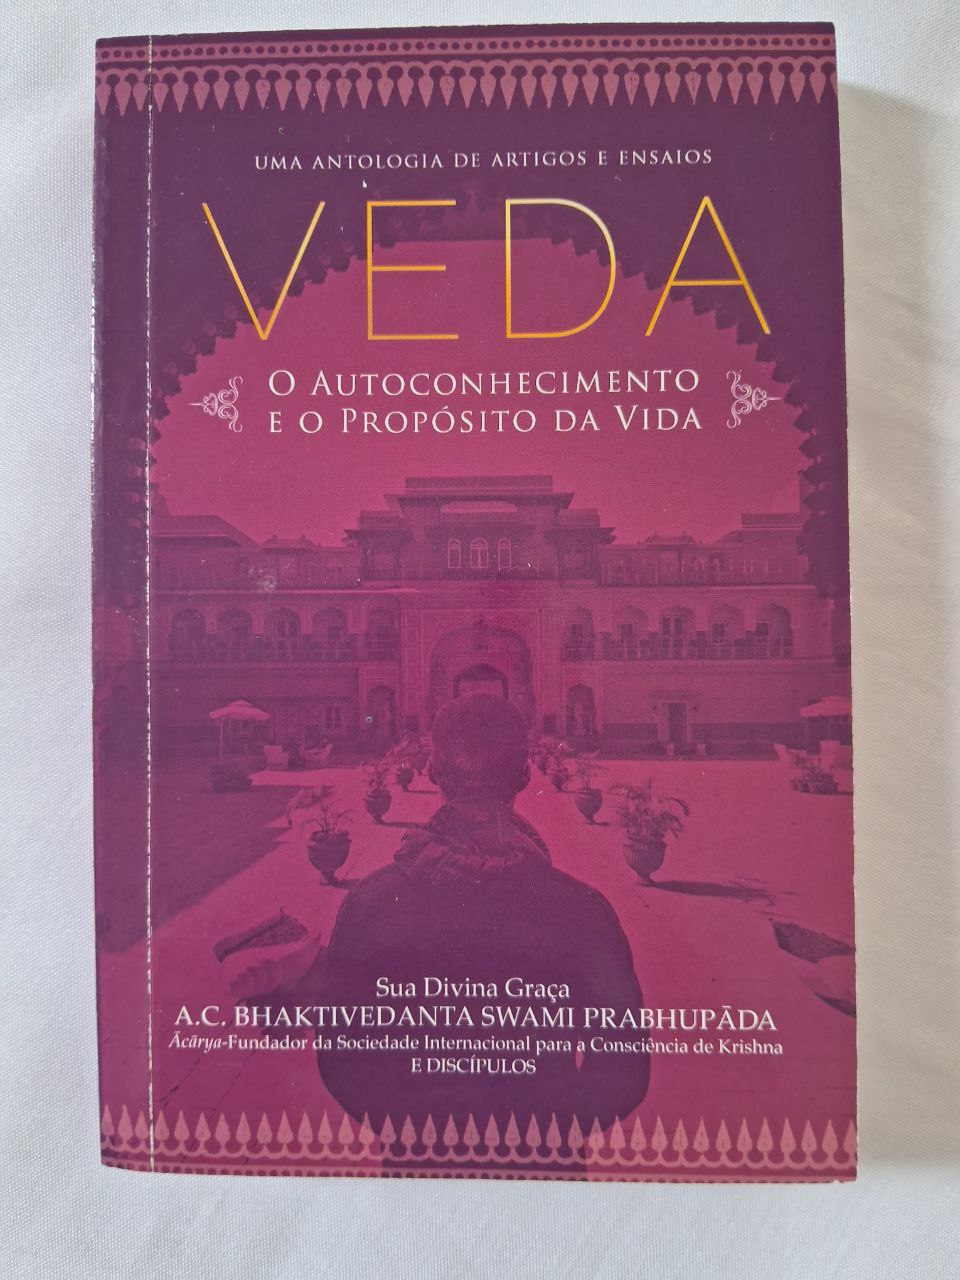 UMA ANTOLOGIA DE ARTIGOS E ENSAIOS
VEDA
O AUTOCONHECIMENTO
E O PROPÓSITO DA VIDA
Sua Divina Graça
A.C. BHAKTIVEDANTA SWAMI PRABHUPĀDA
Ācārya-Fundador da Sociedade Internacional para a Consciência de Krishna
E DISCÍPULOS